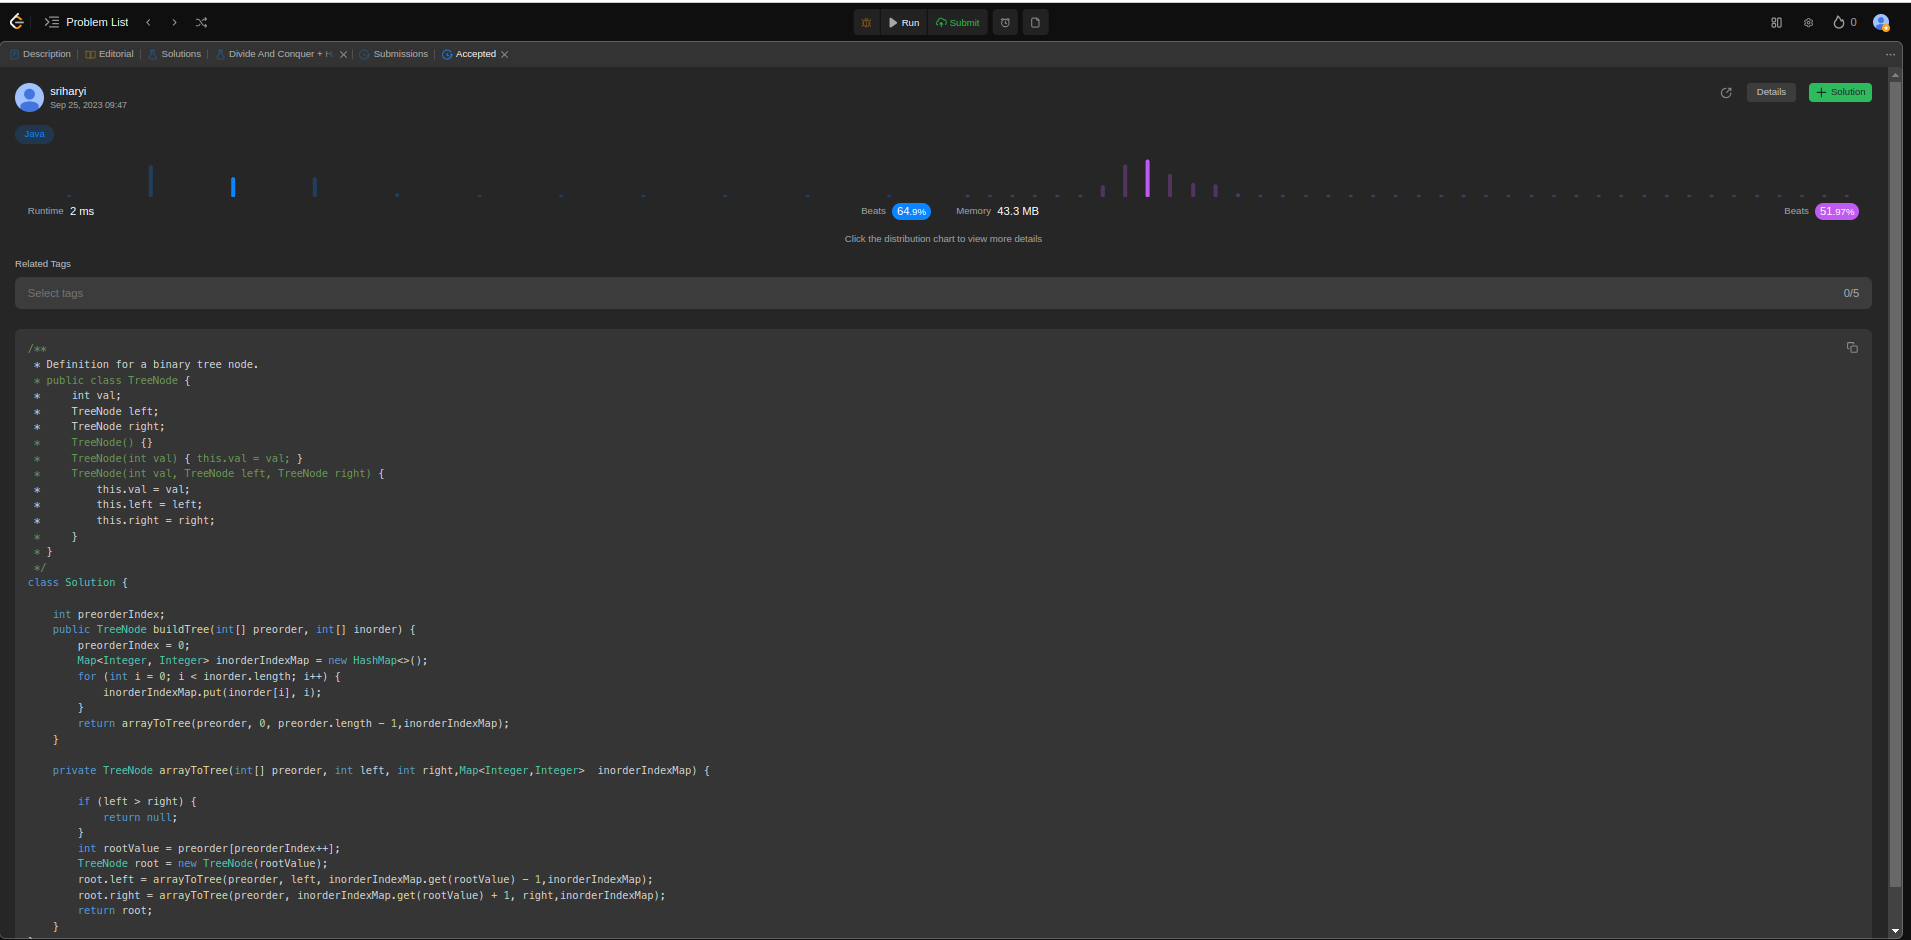 Problem List Run Submit 0
Description Editorial Solutions Divide And Conquer + H Submissions Accepted
sriharyi
Sep 25, 2023 09:47
Details Solution
Java
Runtime 2 ms Beats 64.9% Memory 43.3 MB Beats 51.97%
Click the distribution chart to view more details
Related Tags
Select tags 0/5
/**
 * Definition for a binary tree node.
 * public class TreeNode {
 *     int val;
 *     TreeNode left;
 *     TreeNode right;
 *     TreeNode() {}
 *     TreeNode(int val) { this.val = val; }
 *     TreeNode(int val, TreeNode left, TreeNode right) {
 *         this.val = val;
 *         this.left = left;
 *         this.right = right;
 *     }
 * }
 */
class Solution {
    int preorderIndex;
    public TreeNode buildTree(int[] preorder, int[] inorder) {
        preorderIndex = 0;
        Map<Integer, Integer> inorderIndexMap = new HashMap<>();
        for (int i = 0; i < inorder.length; i++) {
            inorderIndexMap.put(inorder[i], i);
        }
        return arrayToTree(preorder, 0, preorder.length - 1,inorderIndexMap);
    }
    private TreeNode arrayToTree(int[] preorder, int left, int right,Map<Integer,Integer>  inorderIndexMap) {
        if (left > right) {
            return null;
        }
        int rootValue = preorder[preorderIndex++];
        TreeNode root = new TreeNode(rootValue);
        root.left = arrayToTree(preorder, left, inorderIndexMap.get(rootValue) - 1,inorderIndexMap);
        root.right = arrayToTree(preorder, inorderIndexMap.get(rootValue) + 1, right,inorderIndexMap);
        return root;
    }